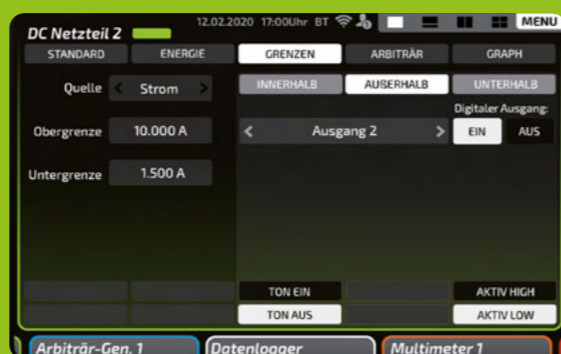 12.02.2020 17:00Uhr BT MENU
DC Netzteil 2
STANDARD ENERGIE GRENZEN ARBITRÄR GRAPH
Quelle < Strom > INNERHALB AUßERHALB UNTERHALB
Digitaler Ausgang:
Obergrenze 10.000 A < Ausgang 2 > EIN AUS
Untergrenze 1.500 A
TON EIN AKTIV HIGH
TON AUS AKTIV LOW
Arbiträr-Gen. 1 Datenlogger Multimeter 1